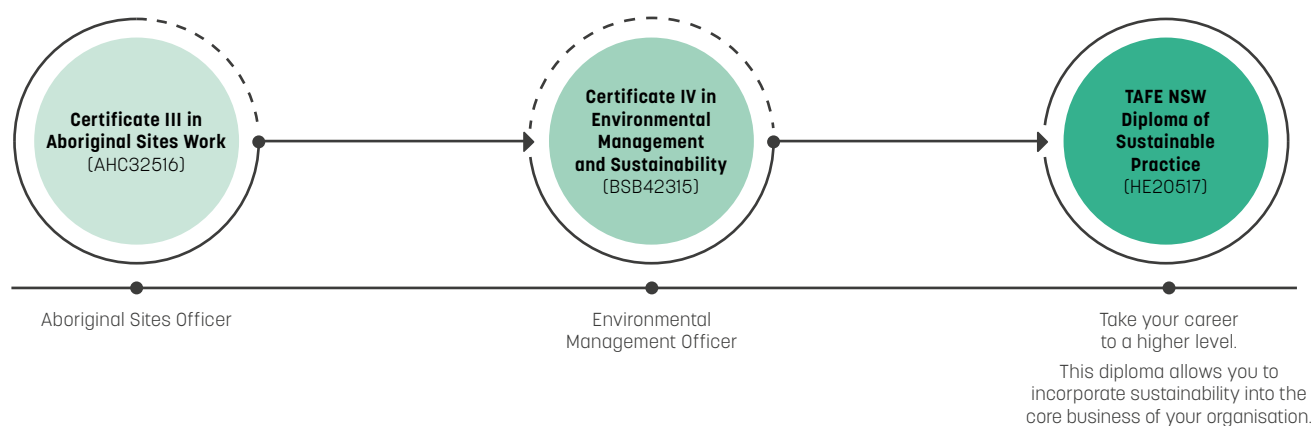 Certificate III in
Aboriginal Sites Work
(AHC32516)
Certificate IV in
Environmental
Management
and Sustainability
(BSB42315)
TAFE NSW
Diploma of
Sustainable
Practice
(HE20517)
Aboriginal Sites Officer
Environmental
Management Officer
Take your career
to a higher level.
This diploma allows you to
incorporate sustainability into the
core business of your organisation.